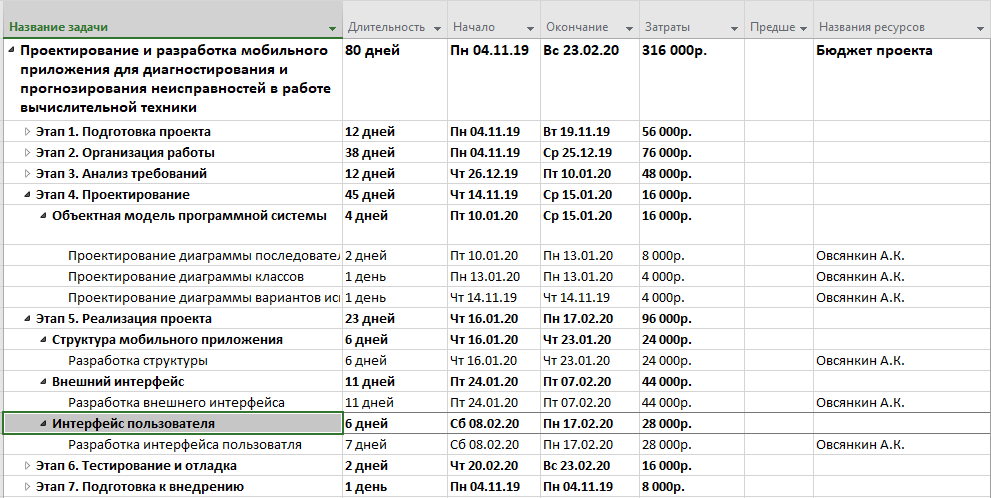 Название задачи Длительность Начало Окончание Затраты Предше Названия ресурсов
Проектирование и разработка мобильного 80 дней Пн 04.11.19 Вс 23.02.20 316 000р. Бюджет проекта
приложения для диагностирования и
прогнозирования неисправностей в работе
вычислительной техники
Этап 1. Подготовка проекта 12 дней Пн 04.11.19 Вт 19.11.19 56 000р.
Этап 2. Организация работы 38 дней Пн 04.11.19 Ср 25.12.19 76 000р.
Этап 3. Анализ требований 12 дней Чт 26.12.19 Пт 10.01.20 48 000р.
Этап 4. Проектирование 45 дней Чт 14.11.19 Ср 15.01.20 16 000р.
Объектная модель программной системы 4 дней Пт 10.01.20 Ср 15.01.20 16 000р.
Проектирование диаграммы последовател 2 дней Пт 10.01.20 Пн 13.01.20 8 000р. Овсянкин А.К.
Проектирование диаграммы классов 1 день Пн 13.01.20 Пн 13.01.20 4 000р. Овсянкин А.К.
Проектирование диаграммы вариантов исп 1 день Чт 14.11.19 Чт 14.11.19 4 000р. Овсянкин А.К.
Этап 5. Реализация проекта 23 дней Чт 16.01.20 Пн 17.02.20 96 000р.
Структура мобильного приложения 6 дней Чт 16.01.20 Чт 23.01.20 24 000р.
Разработка структуры 6 дней Чт 16.01.20 Чт 23.01.20 24 000р. Овсянкин А.К.
Внешний интерфейс 11 дней Пт 24.01.20 Пт 07.02.20 44 000р.
Разработка внешнего интерфейса 11 дней Пт 24.01.20 Пт 07.02.20 44 000р. Овсянкин А.К.
Интерфейс пользователя 6 дней Сб 08.02.20 Пн 17.02.20 28 000р.
Разработка интерфейса пользоватля 7 дней Сб 08.02.20 Пн 17.02.20 28 000р. Овсянкин А.К.
Этап 6. Тестирование и отладка 2 дней Чт 20.02.20 Вс 23.02.20 16 000р.
Этап 7. Подготовка к внедрению 1 день Пн 04.11.19 Пн 04.11.19 8 000р.